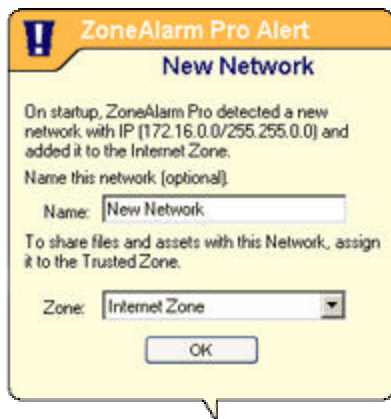 ZoneAlarm Pro Alert
New Network
On startup, ZoneAlarm Pro detected a new
network with IP (172.16.0.0/255.255.0.0) and
added it to the Internet Zone.
Name this network (optional).
Name: New Network
To share files and assets with this Network, assign
it to the Trusted Zone.
Zone: Internet Zone
OK